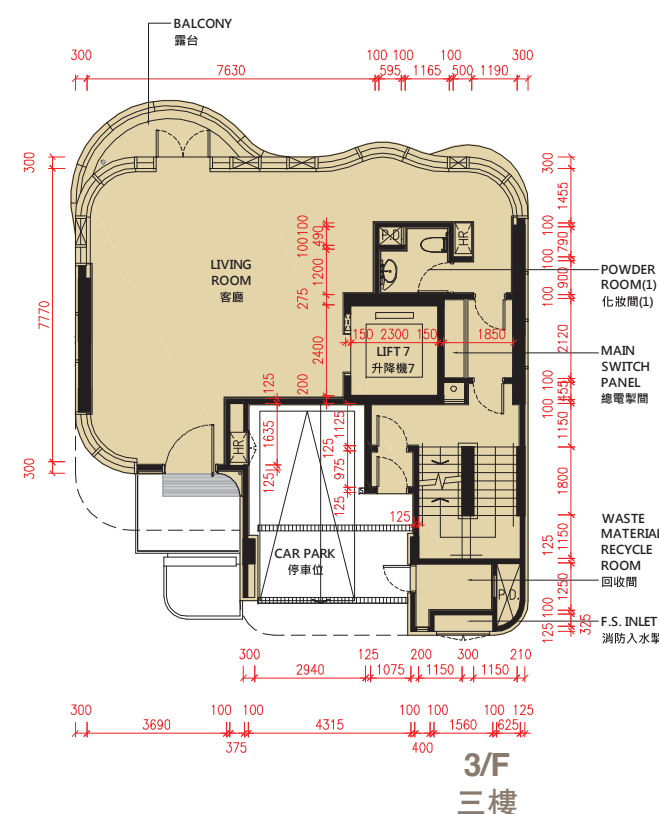 BALCONY
露台
300
7630
100 100
595
1165
100
500
1190
300
300
7770
300
300
1455
100
790
100
900
100
2120
100
455
100
1150
1800
125
1150
1250
100
125
325
LIVING
ROOM
客廳
100
490
100
1200
275
2400
200
P.D.
HR
POWDER
ROOM(1)
化妝間(1)
150 2300 150
1850
LIFT 7
升降機7
MAIN
SWITCH
PANEL
總電掣間
125
HR
1635
125
1125
125
975
125
125
CAR PARK
停車位
WASTE
MATERIAL
RECYCLE
ROOM
回收間
P.D.
F.S. INLET
消防入水掣
300
2940
125
1075
200
1150
300
1150
210
300
3690
100 100
375
4315
100 100
400
1560
100
625
125
3/F
三樓